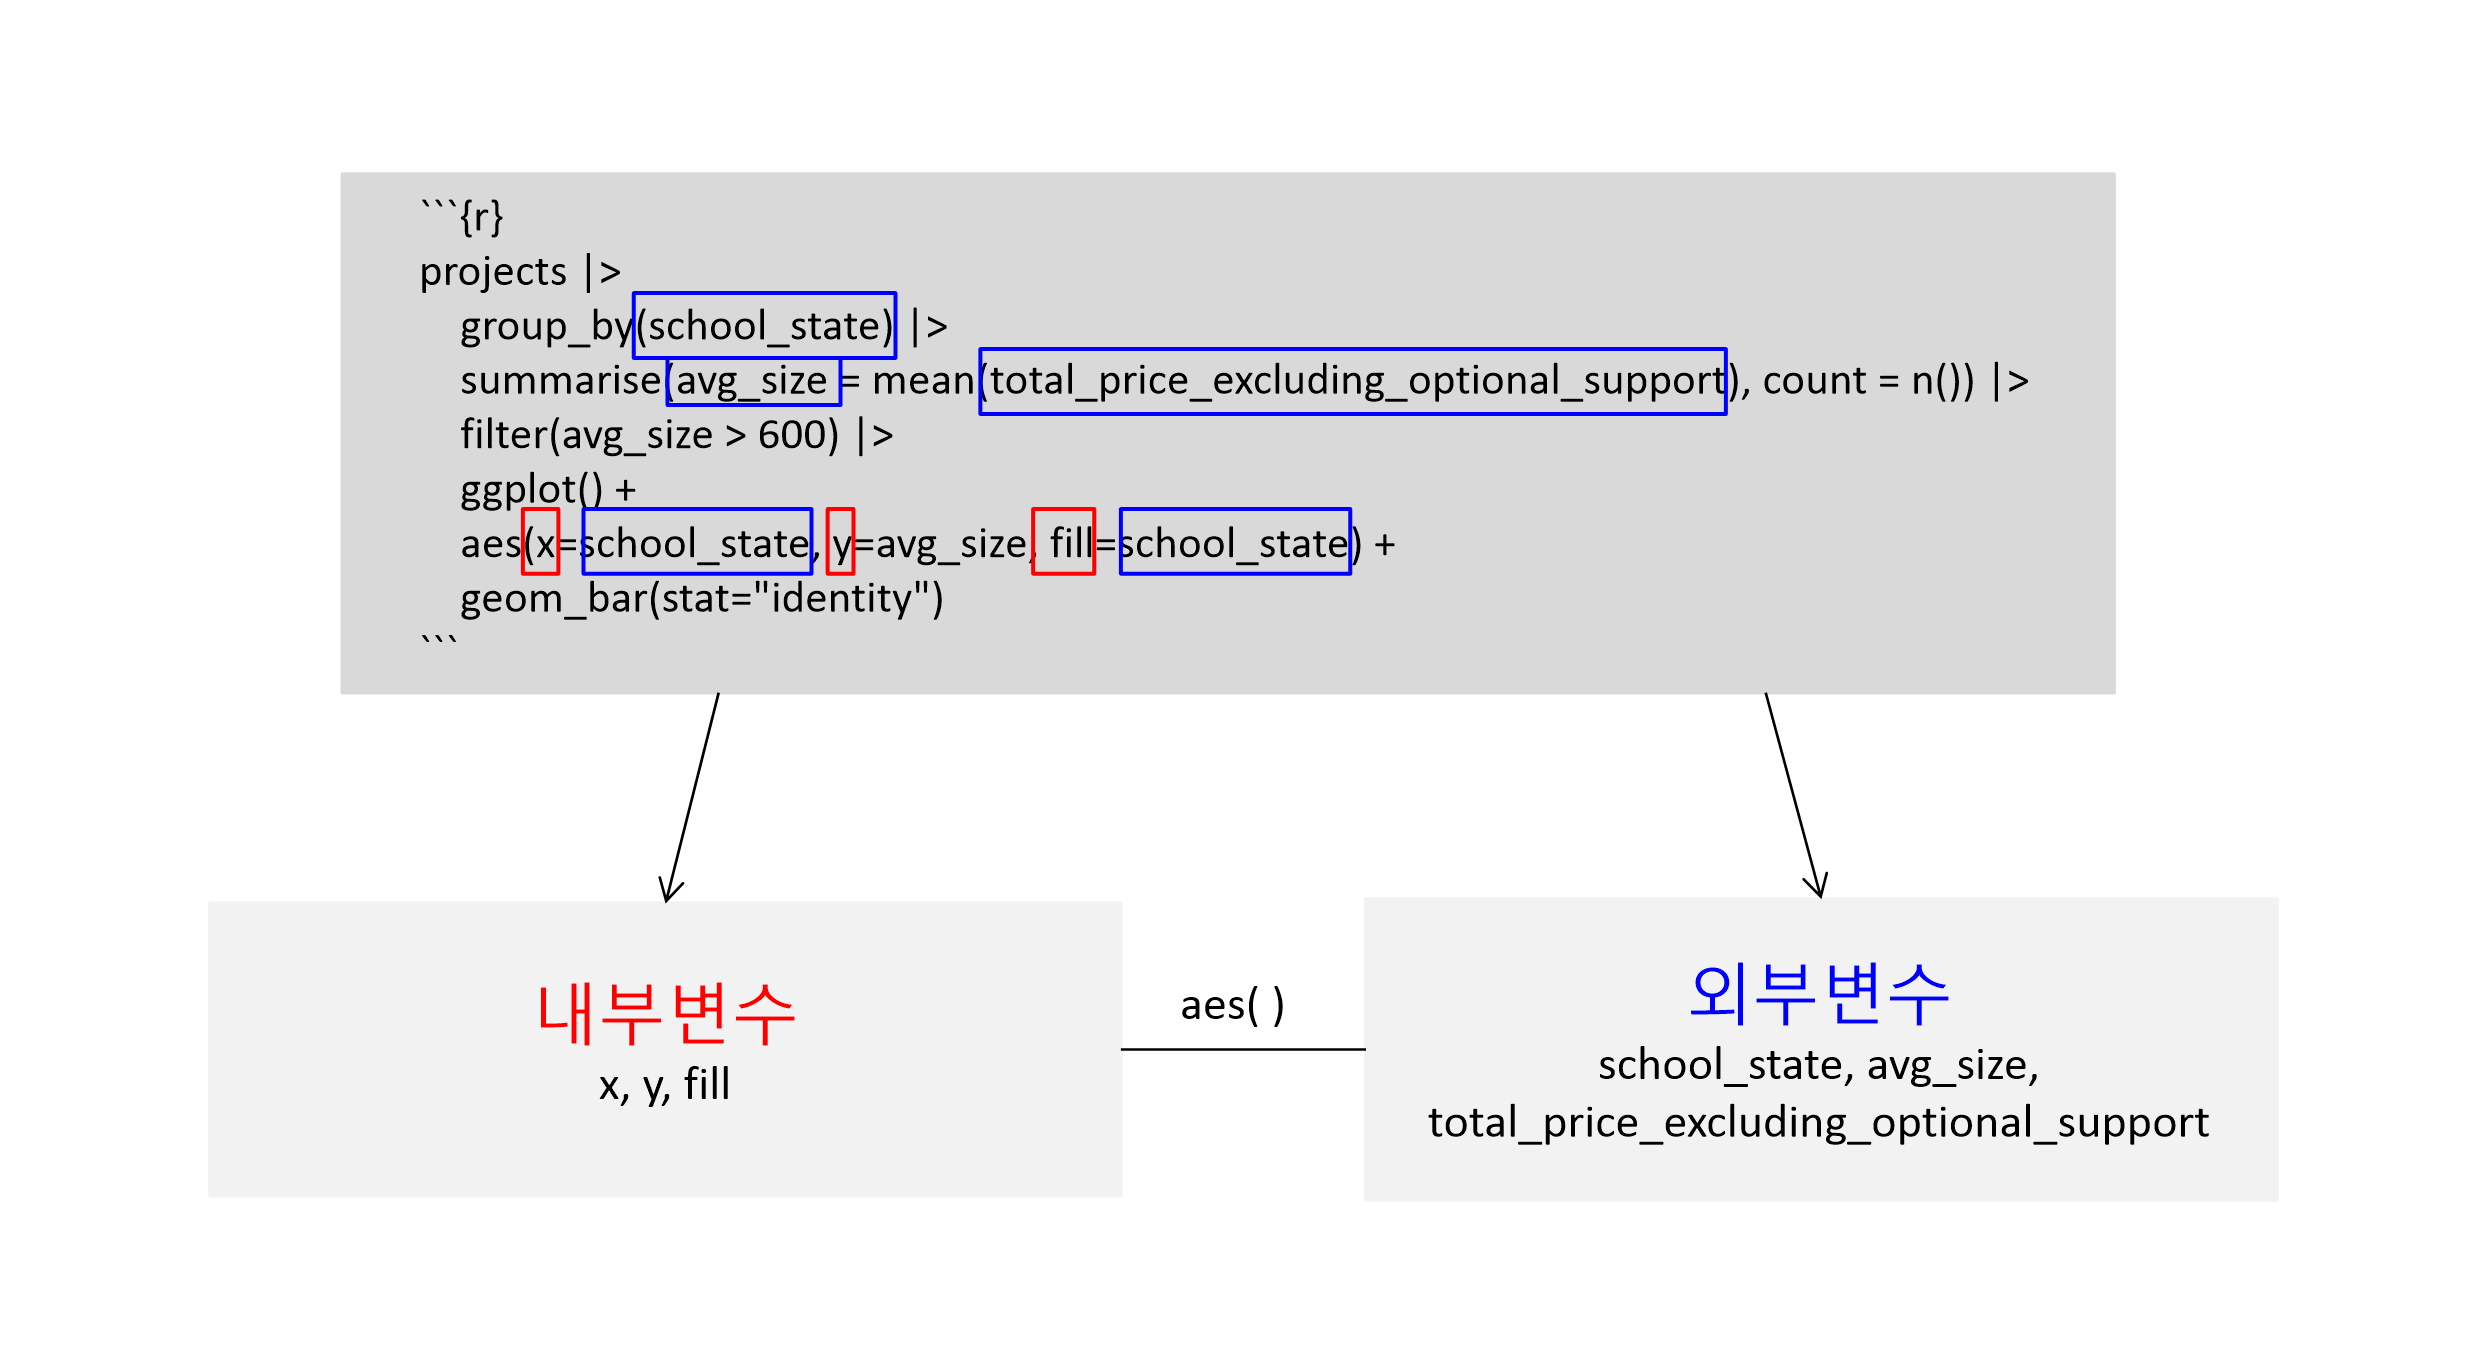 ```{r}
projects |>
group_by(school_state) |>
summarise(avg_size = mean(total_price_excluding_optional_support), count = n()) |>
filter(avg_size > 600) |>
ggplot() +
aes(x=school_state, y=avg_size, fill=school_state) +
geom_bar(stat="identity")
```
내부변수
x, y, fill
aes( )
외부변수
school_state, avg_size,
total_price_excluding_optional_support